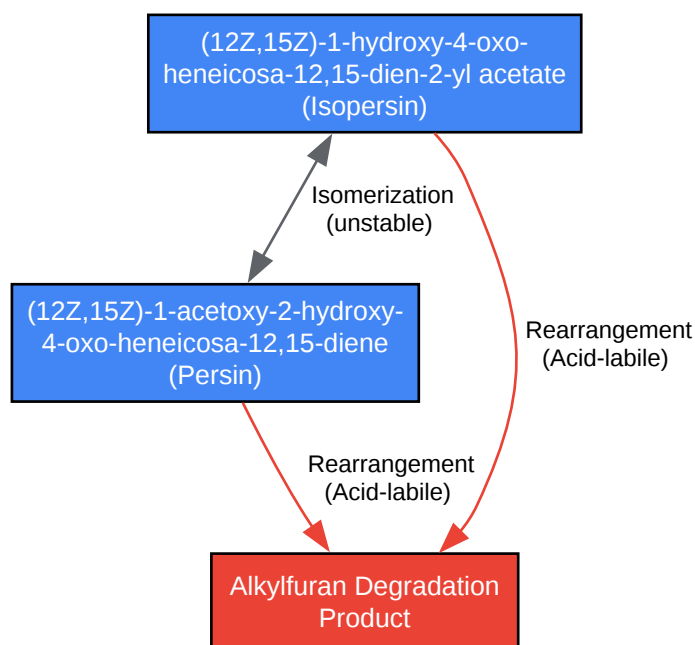 (12Z,15Z)-1-hydroxy-4-oxo-
heneicosa-12,15-dien-2-yl acetate
(Isopersin)
Isomerization
(unstable)
(12Z,15Z)-1-acetoxy-2-hydroxy-
4-oxo-heneicosa-12,15-diene
(Persin)
Rearrangement
(Acid-labile)
Rearrangement
(Acid-labile)
Alkylfuran Degradation
Product